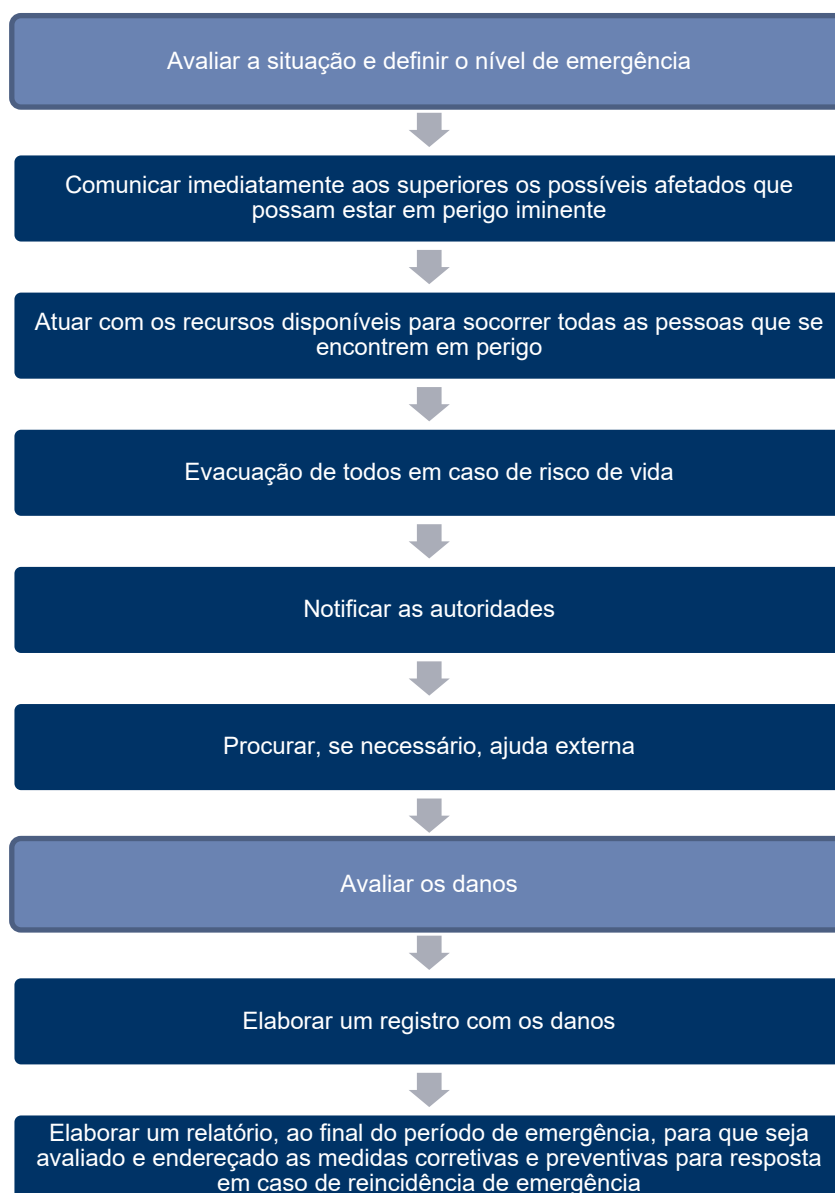 Avaliar a situação e definir o nível de emergência
Comunicar imediatamente aos superiores os possíveis afetados que
possam estar em perigo iminente
Atuar com os recursos disponíveis para socorrer todas as pessoas que se
encontrem em perigo
Evacuação de todos em caso de risco de vida
Notificar as autoridades
Procurar, se necessário, ajuda externa
Avaliar os danos
Elaborar um registro com os danos
Elaborar um relatório, ao final do período de emergência, para que seja
avaliado e endereçado as medidas corretivas e preventivas para resposta
em caso de reincidência de emergência